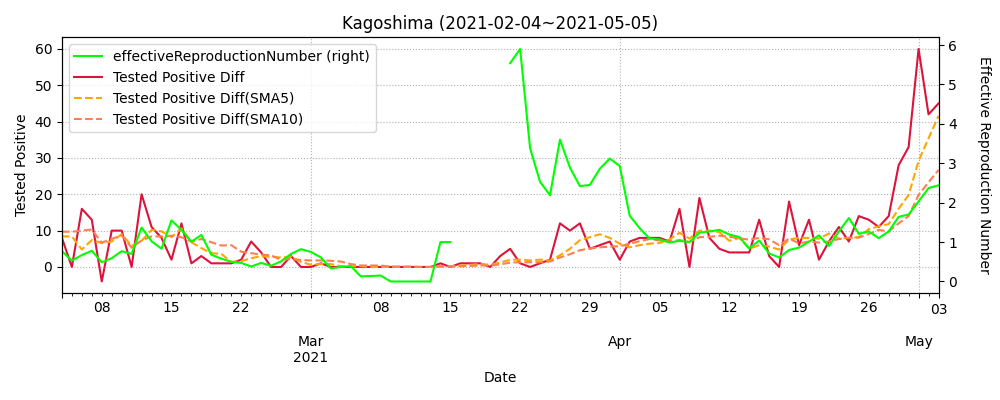 Kagoshima (2021-02-04~2021-05-05)
effectiveReproductionNumber (right)
Tested Positive Diff
Tested Positive Diff(SMA5)
Tested Positive Diff(SMA10)
Tested Positive
60
50
40
30
20
10
0
6
5
4
3
2
1
0
Effective Reproduction Number
08
15
22
08
15
22
29
05
12
19
26
03
Mar
2021
Apr
May
Date